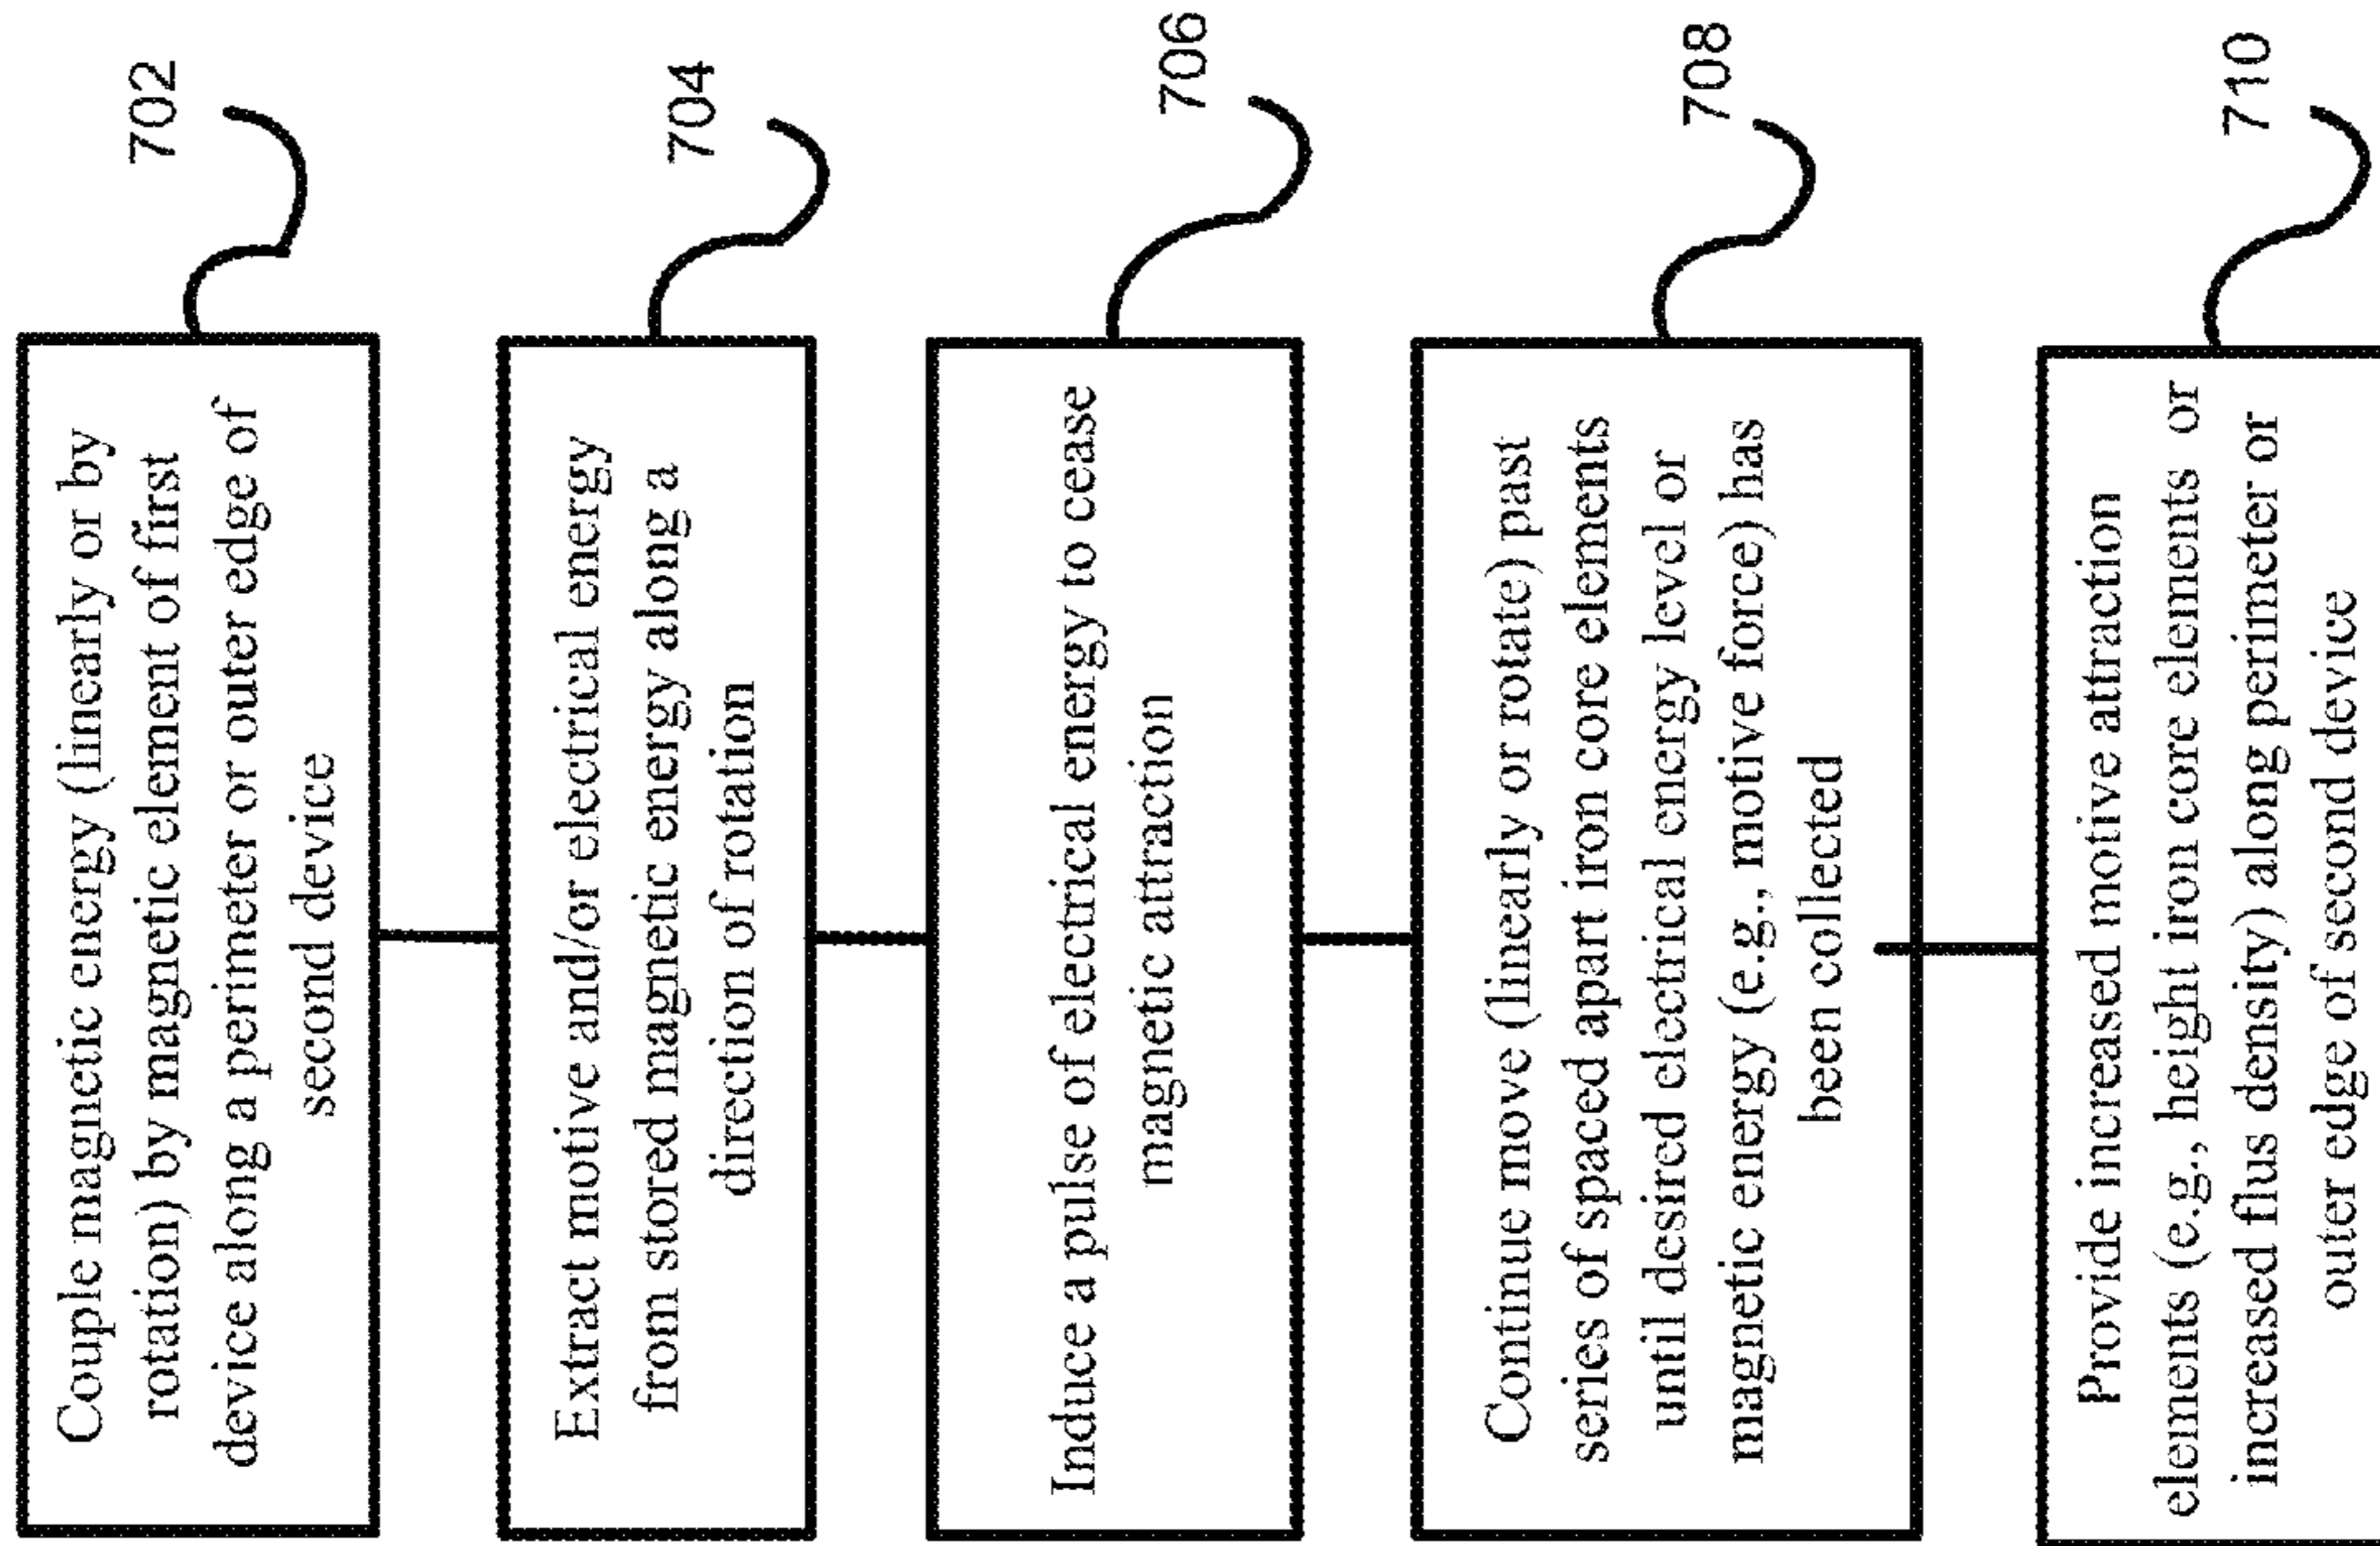 Couple magnetic energy (linearly or by
rotation) by magnetic element of first
device along a perimeter or outer edge of
second device
702
Extract motive and/or electrical energy
from stored magnetic energy along a
direction of rotation
704
Induce a pulse of electrical energy to cease
magnetic attraction
706
Continue move (linearly or rotate) past
series of spaced apart iron core elements
until desired electrical energy level or
magnetic energy (e.g., motive force) has
been collected
708
Provide increased motive attraction
elements (e.g., height iron core elements or
increased flus density) along perimeter or
outer edge of second device
710